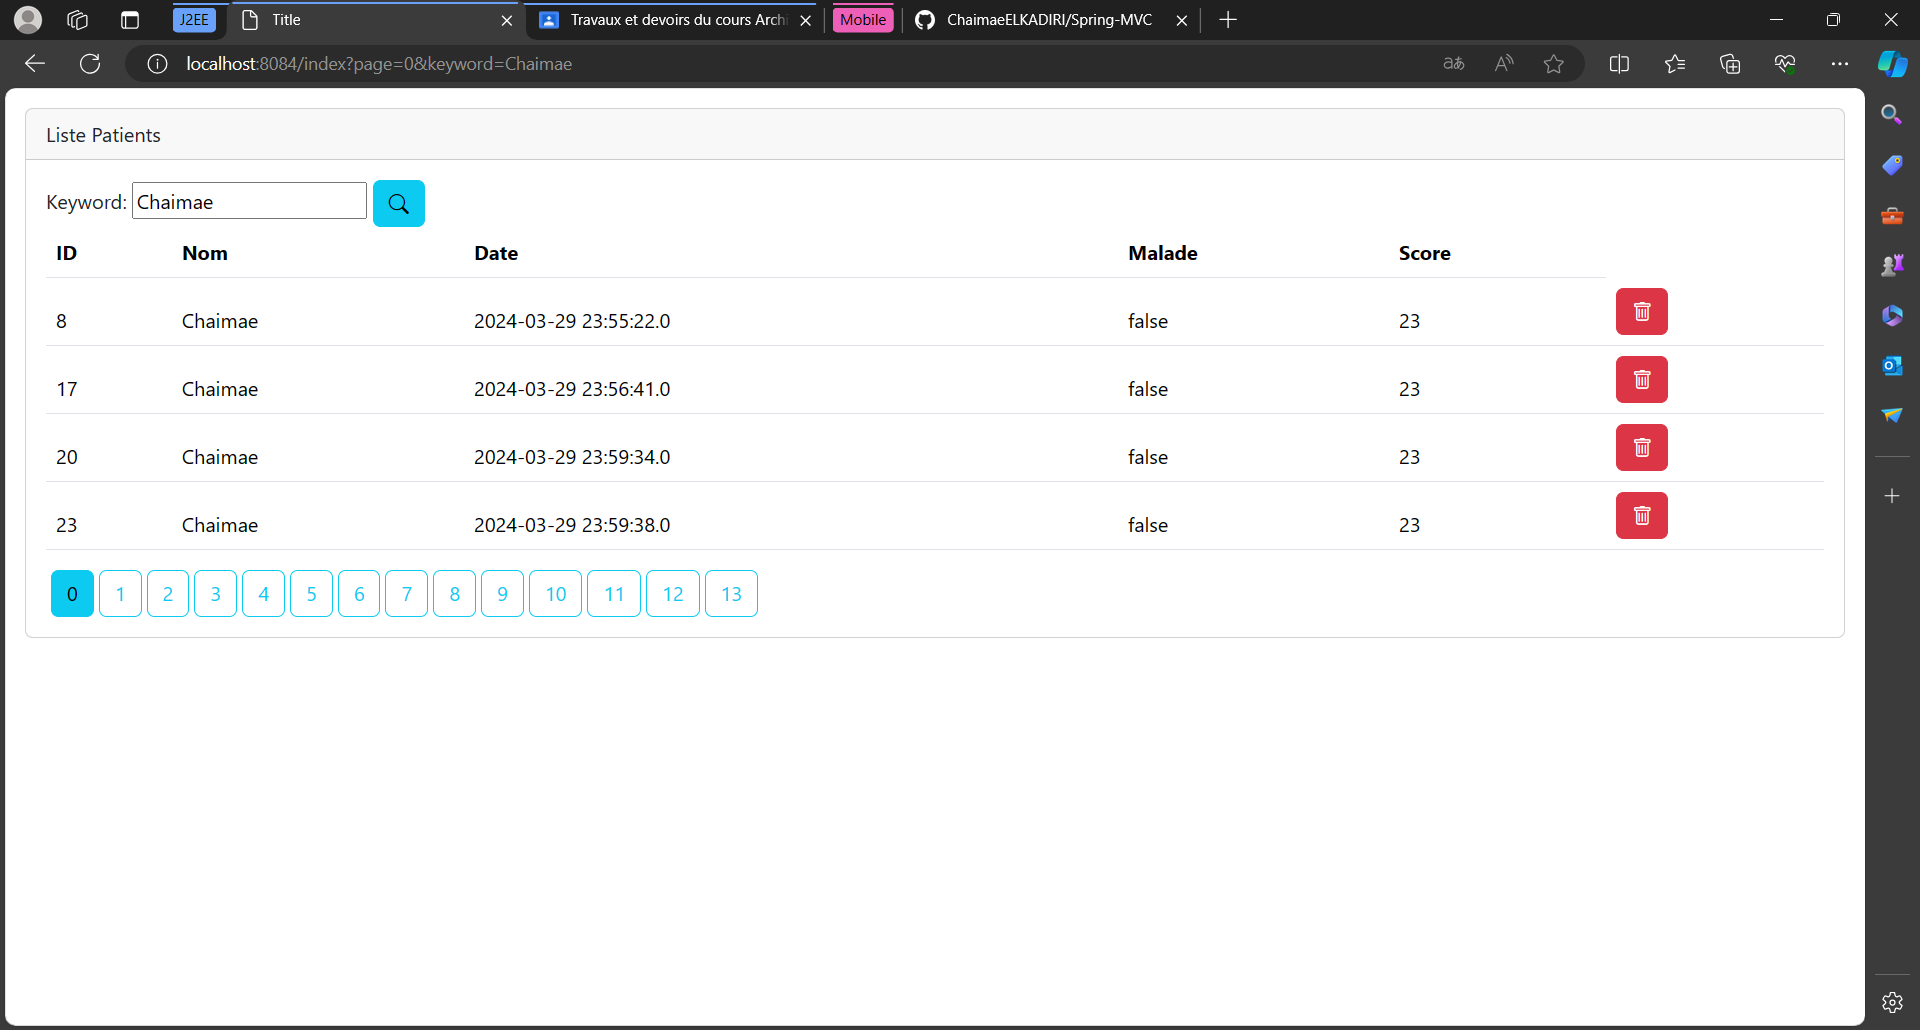 J2EE
Title
Travaux et devoirs du cours Archi
Mobile
ChaimaeELKADIRI/Spring-MVC
localhost:8084/index?page=0&keyword=Chaimae
Liste Patients
Keyword: Chaimae
ID Nom Date Malade Score
8 Chaimae 2024-03-29 23:55:22.0 false 23
17 Chaimae 2024-03-29 23:56:41.0 false 23
20 Chaimae 2024-03-29 23:59:34.0 false 23
23 Chaimae 2024-03-29 23:59:38.0 false 23
0 1 2 3 4 5 6 7 8 9 10 11 12 13